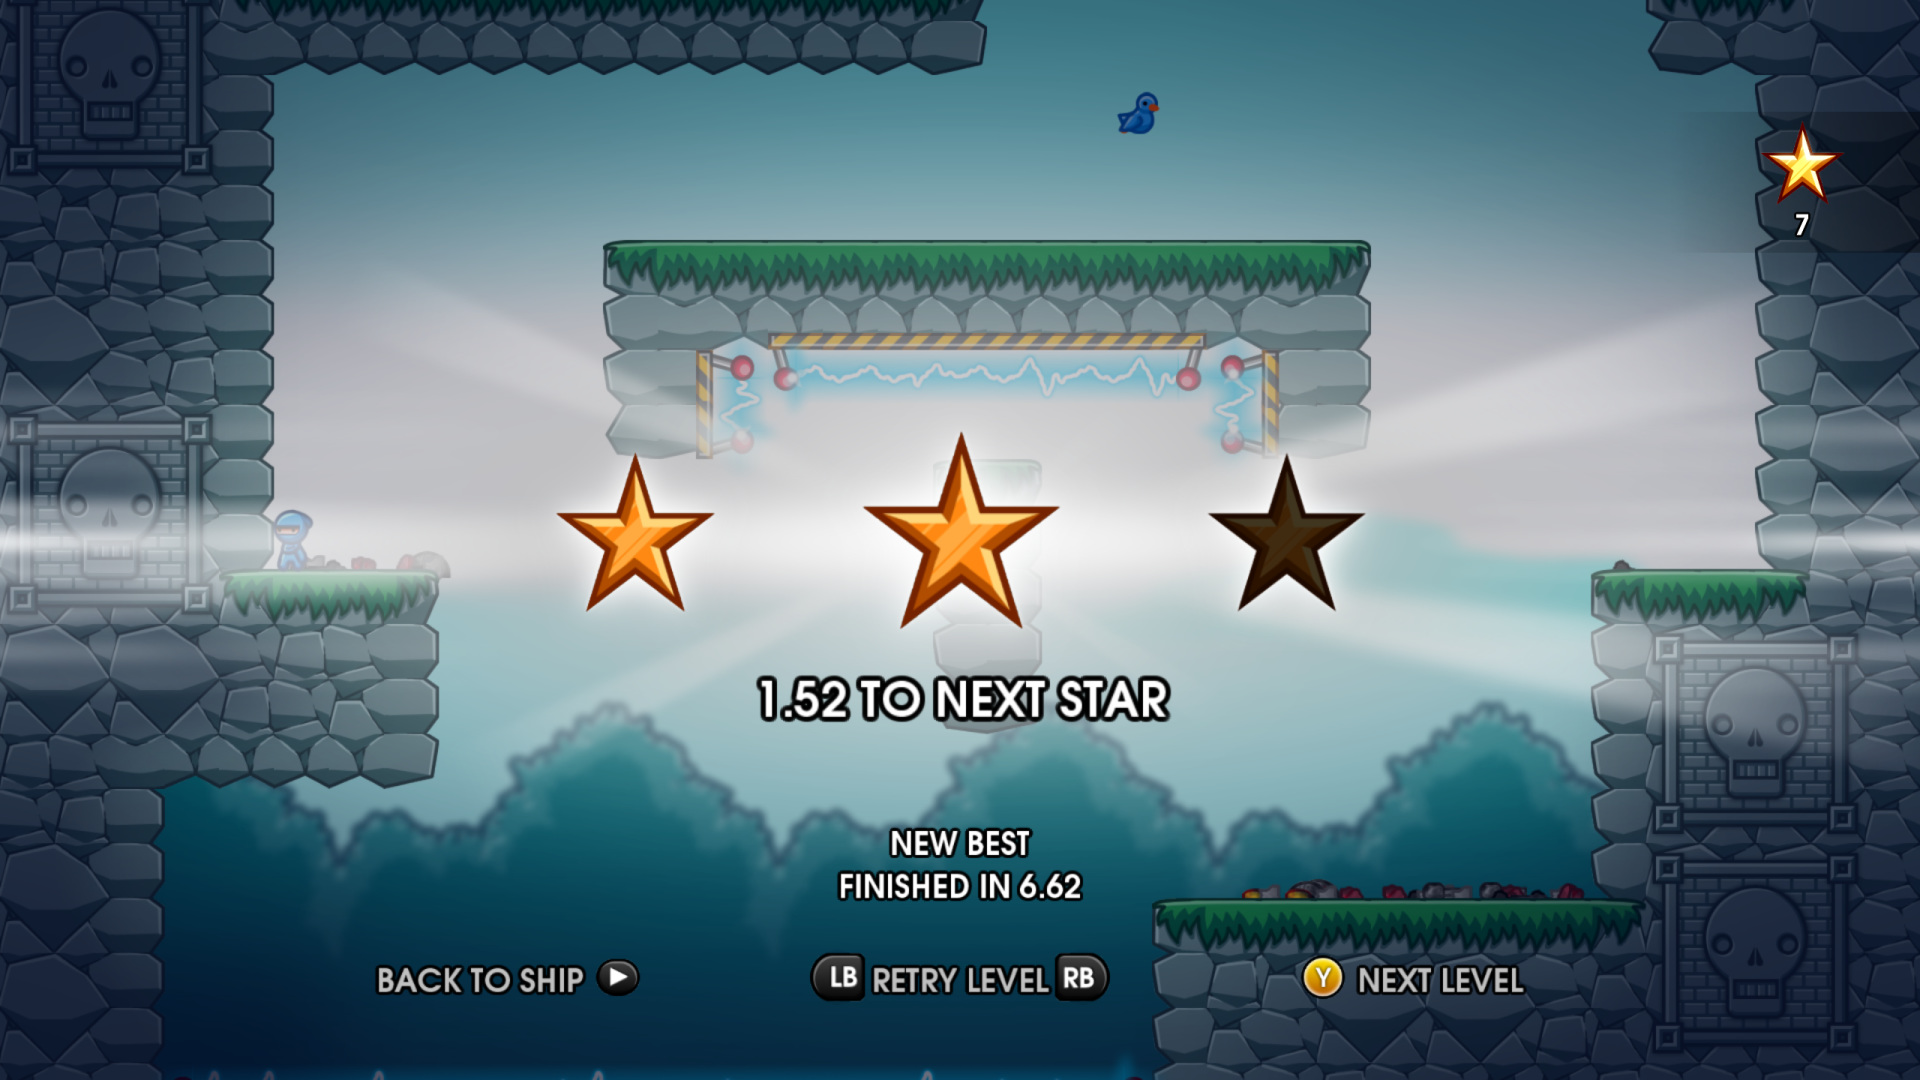 7
1.52 TO NEXT STAR
NEW BEST
FINISHED IN 6.62
BACK TO SHIP
LB RETRY LEVEL RB
Y NEXT LEVEL